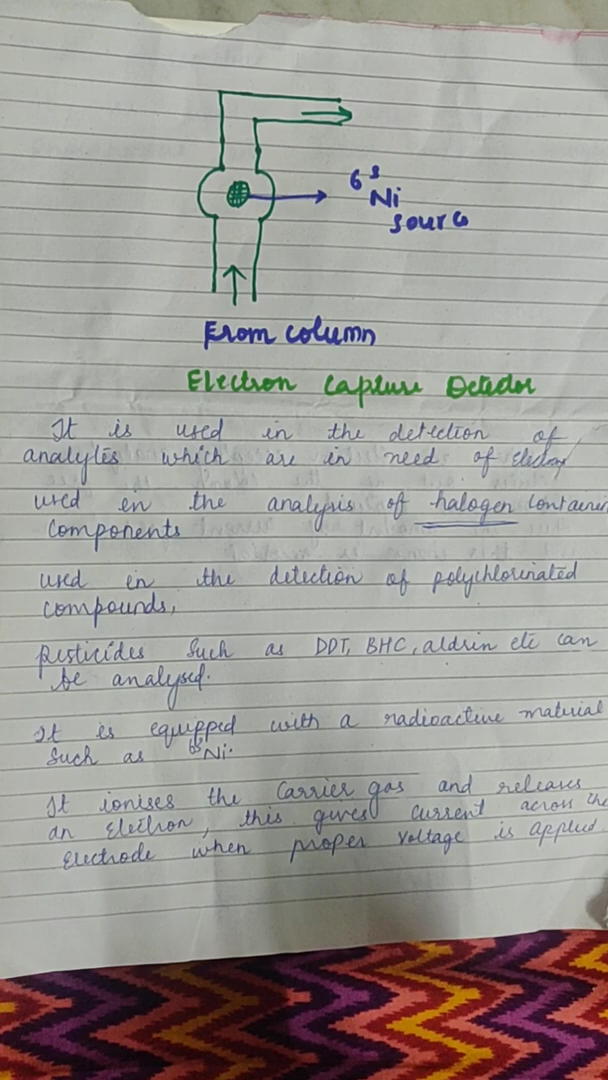 63
Ni
source
From column
Electron Capture Detector
It is used in the detection of
analytes which are in need of
used in the analysis of halogen
components
used in the detection of polychlorinated
compounds,
pesticides such as DDT, BHC, aldrin etc can
be analysed.
It is equipped with a radioactive material
such as 63Ni.
It ionises the carrier gas and releases
an electron, this gives current across the
Electrode when proper voltage is applied